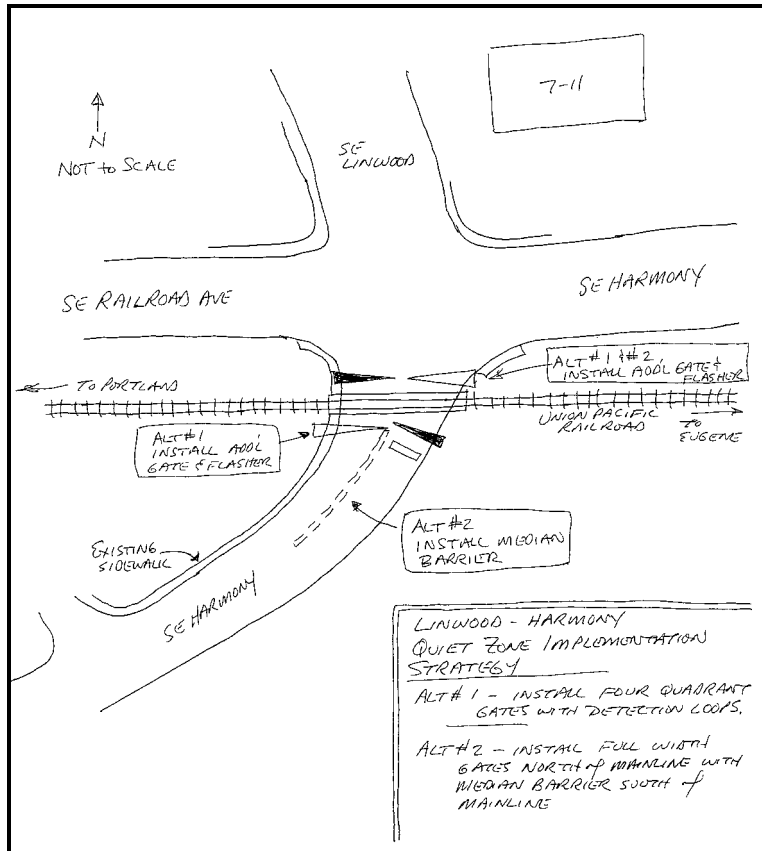 7-11
N
NOT to SCALE
SE
LINWOOD
SE RAILROAD AVE
SE HARMONY
ALT #1 & #2
INSTALL ADD'L GATE &
FLASHER
TO PORTLAND
UNION PACIFIC
RAILROAD
TO
EUGENE
ALT #1
INSTALL ADD'L
GATE & FLASHER
ALT #2
INSTALL MEDIAN
BARRIER
EXISTING
SIDEWALK
SE HARMONY
LINWOOD - HARMONY
QUIET ZONE IMPLEMENTATION
STRATEGY
ALT # 1 - INSTALL FOUR QUADRANT
GATES WITH DETECTION LOOPS.
ALT #2 - INSTALL FULL WIDTH
GATES NORTH of MAINLINE WITH
MEDIAN BARRIER SOUTH of
MAINLINE